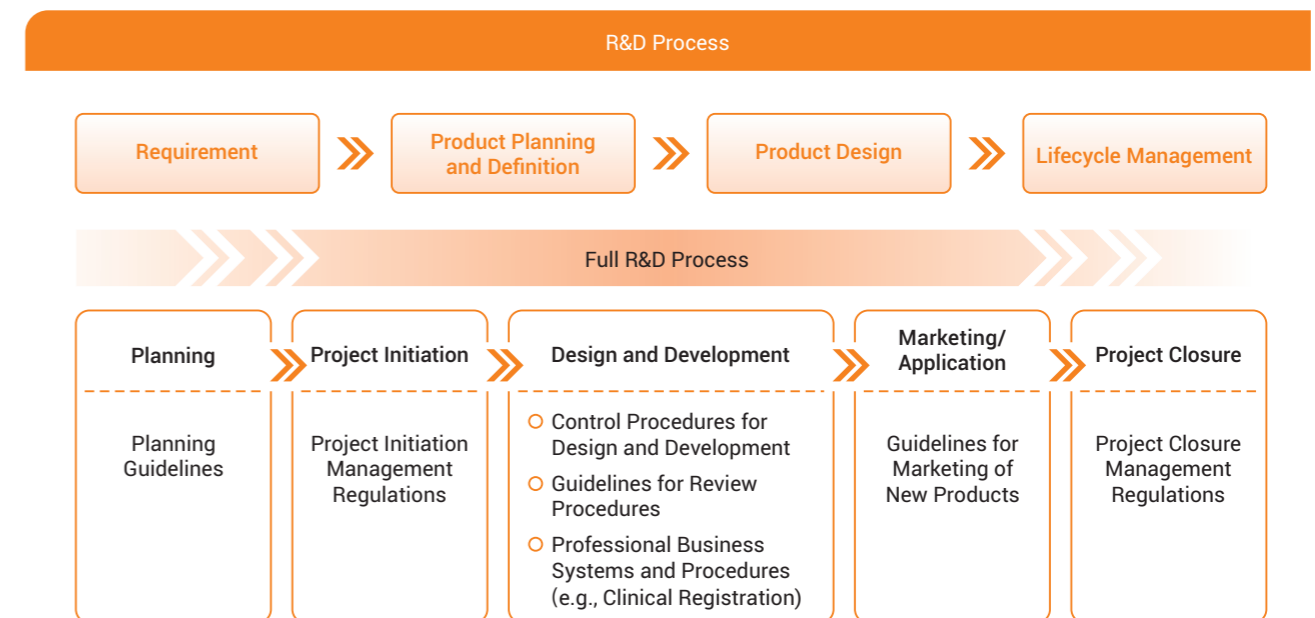 R&D Process
Requirement
Product Planning
and Definition
Product Design
Lifecycle Management
Full R&D Process
Planning
Planning
Guidelines
Project Initiation
Project Initiation
Management
Regulations
Design and Development
Control Procedures for
Design and Development
Guidelines for Review
Procedures
Professional Business
Systems and Procedures
(e.g., Clinical Registration)
Marketing/
Application
Guidelines for
Marketing of
New Products
Project Closure
Project Closure
Management
Regulations